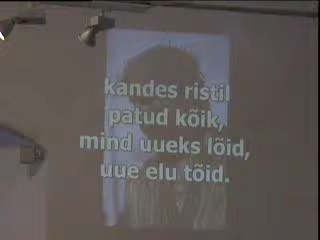 kandes ristil
patud kõik,
mind uueks lõid,
uue elu tõid.